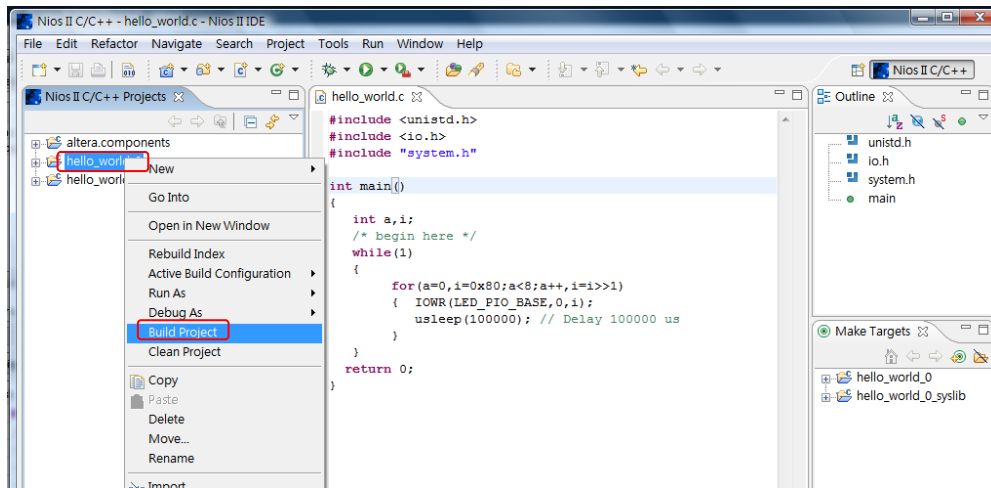 Nios II C/C++ - hello_world.c - Nios II IDE
File Edit Refactor Navigate Search Project Tools Run Window Help
Nios II C/C++
Nios II C/C++ Projects
altera.components
hello_world
hello_worl
New
Go Into
Open in New Window
Rebuild Index
Active Build Configuration
Run As
Debug As
Build Project
Clean Project
Copy
Paste
Delete
Move...
Rename
Import
hello_world.c
#include <unistd.h>
#include <io.h>
#include "system.h"
int main()
{
int a,i;
/* begin here */
while(1)
{
for(a=0,i=0x80;a<8;a++,i=i>>1)
{ IOWR(LED_PIO_BASE,0,i);
usleep(100000); // Delay 100000 us
}
}
return 0;
}
Outline
unistd.h
io.h
system.h
main
Make Targets
hello_world_0
hello_world_0_syslib